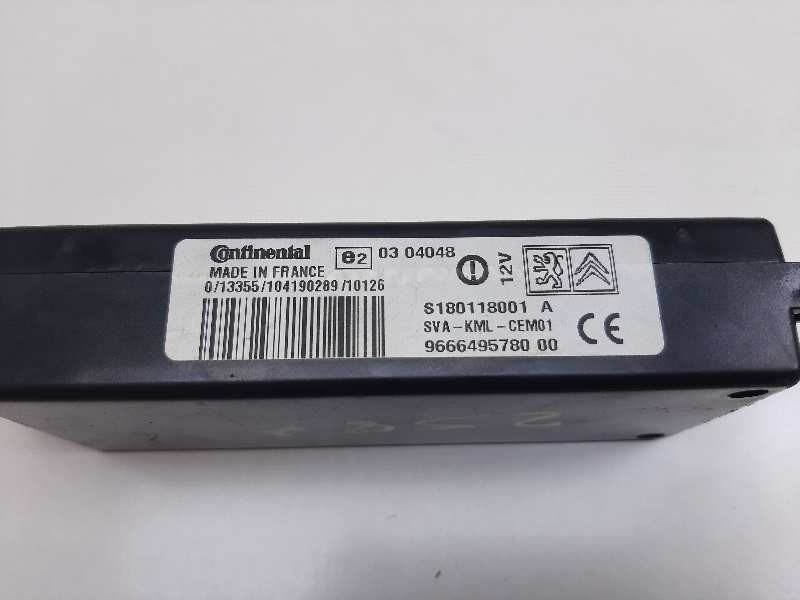 Continental
MADE IN FRANCE
0/13355/104190289/10126
e2 03 04048
12V
S180118001 A
SVA-KML-CEM01
9666495780 00
CE